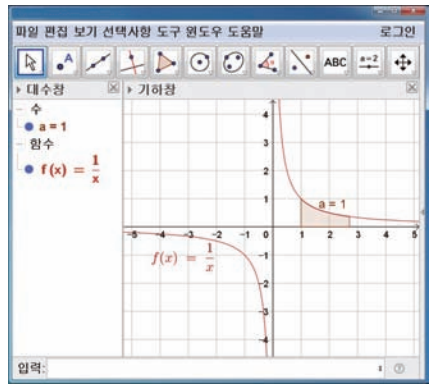 파일 편집 보기 선택사항 도구 윈도우 도움말 로그인
A ABC a=2
대수창 기하창
수
a = 1
함수
f(x) = 1/x
4
3
2
1
a = 1
-5 -4 -3 -2 -1 0 1 2 3 4 5
f(x) = 1/x
-1
-2
-3
-4
입력: